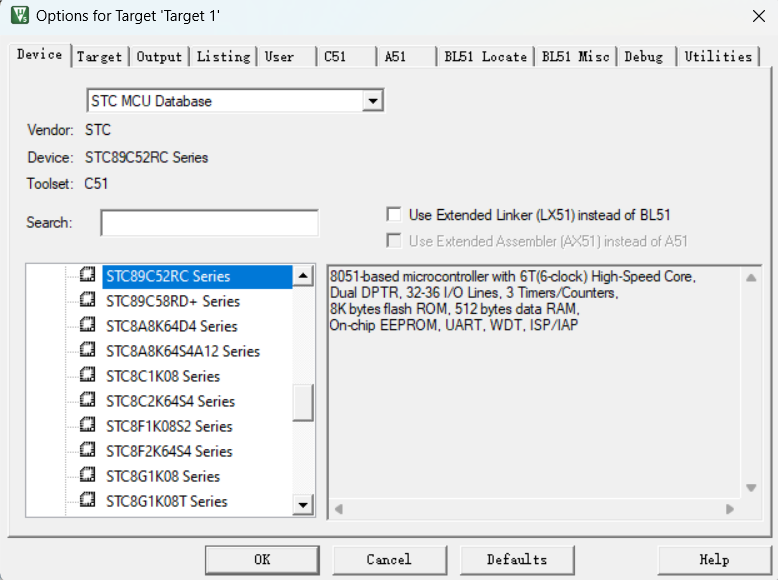 Options for Target 'Target 1'
Device Target Output Listing User C51 A51 BL51 Locate BL51 Misc Debug Utilities
STC MCU Database
Vendor: STC
Device: STC89C52RC Series
Toolset: C51
Search:
Use Extended Linker (LX51) instead of BL51
Use Extended Assembler (AX51) instead of A51
STC89C52RC Series
STC89C58RD+ Series
STC8A8K64D4 Series
STC8A8K64S4A12 Series
STC8C1K08 Series
STC8C2K64S4 Series
STC8F1K08S2 Series
STC8F2K64S4 Series
STC8G1K08 Series
STC8G1K08T Series
8051-based microcontroller with 6T(6-clock) High-Speed Core,
Dual DPTR, 32-36 I/O Lines, 3 Timers/Counters,
8K bytes flash ROM, 512 bytes data RAM,
On-chip EEPROM, UART, WDT, ISP/IAP
OK Cancel Defaults Help